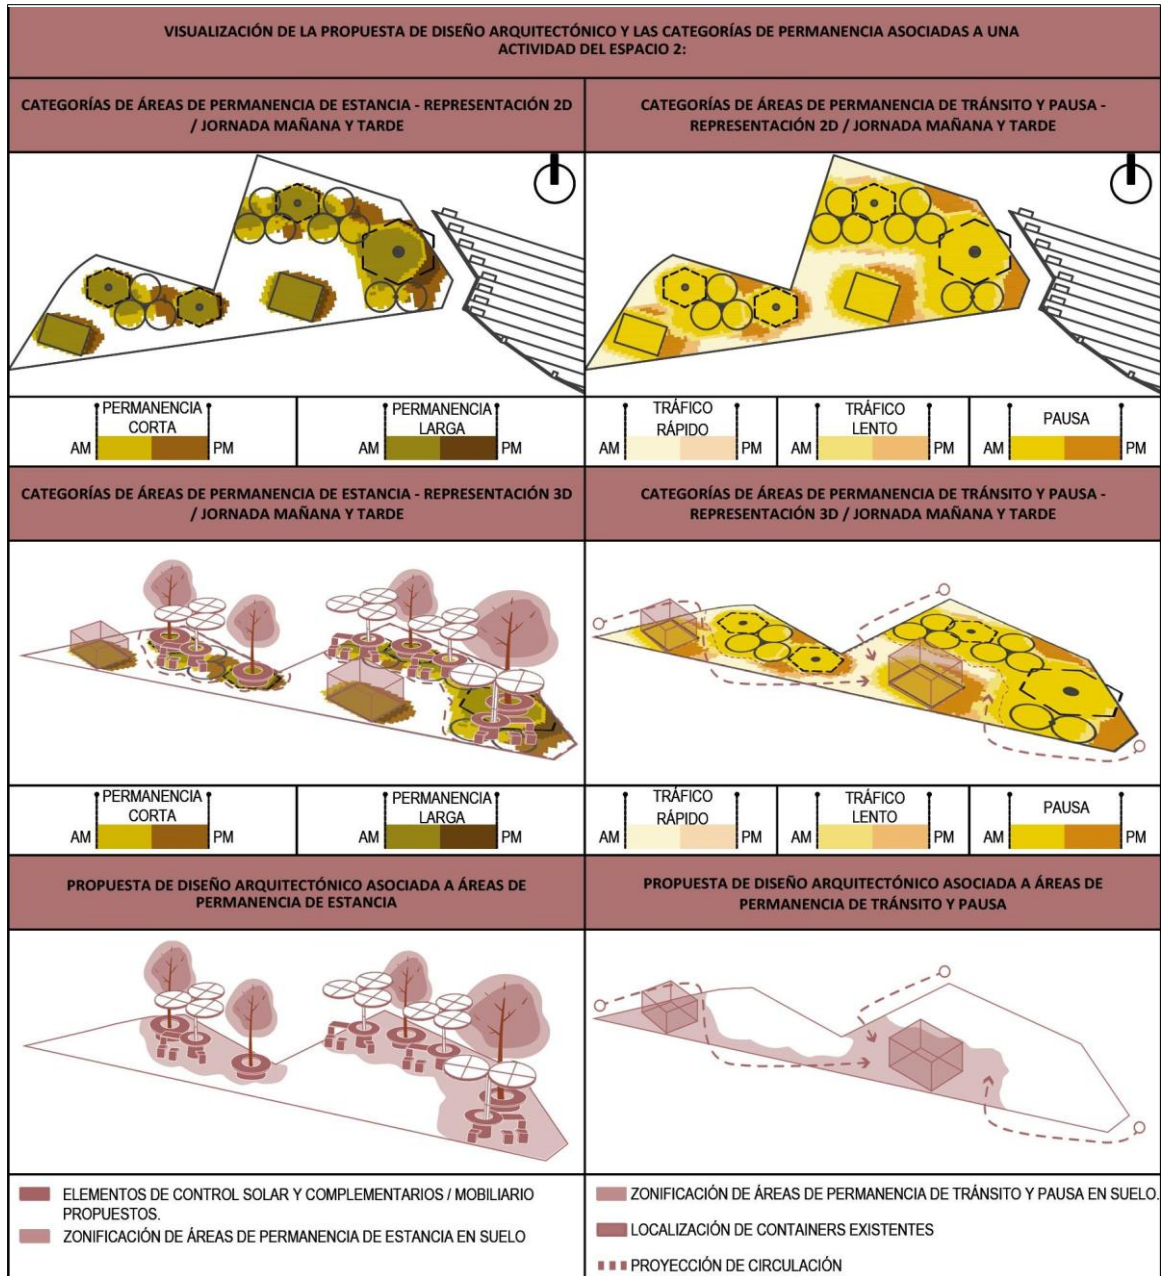 VISUALIZACIÓN DE LA PROPUESTA DE DISEÑO ARQUITECTÓNICO Y LAS CATEGORÍAS DE PERMANENCIA ASOCIADAS A UNA
ACTIVIDAD DEL ESPACIO 2:
CATEGORÍAS DE ÁREAS DE PERMANENCIA DE ESTANCIA - REPRESENTACIÓN 2D
/ JORNADA MAÑANA Y TARDE
CATEGORÍAS DE ÁREAS DE PERMANENCIA DE TRÁNSITO Y PAUSA -
REPRESENTACIÓN 2D / JORNADA MAÑANA Y TARDE
PERMANENCIA
CORTA
AM PM
PERMANENCIA
LARGA
AM PM
TRÁFICO
RÁPIDO
AM PM
TRÁFICO
LENTO
AM PM
PAUSA
AM PM
CATEGORÍAS DE ÁREAS DE PERMANENCIA DE ESTANCIA - REPRESENTACIÓN 3D
/ JORNADA MAÑANA Y TARDE
CATEGORÍAS DE ÁREAS DE PERMANENCIA DE TRÁNSITO Y PAUSA -
REPRESENTACIÓN 3D / JORNADA MAÑANA Y TARDE
PERMANENCIA
CORTA
AM PM
PERMANENCIA
LARGA
AM PM
TRÁFICO
RÁPIDO
AM PM
TRÁFICO
LENTO
AM PM
PAUSA
AM PM
PROPUESTA DE DISEÑO ARQUITECTÓNICO ASOCIADA A ÁREAS DE
PERMANENCIA DE ESTANCIA
PROPUESTA DE DISEÑO ARQUITECTÓNICO ASOCIADA A ÁREAS DE
PERMANENCIA DE TRÁNSITO Y PAUSA
ELEMENTOS DE CONTROL SOLAR Y COMPLEMENTARIOS / MOBILIARIO
PROPUESTOS.
ZONIFICACIÓN DE ÁREAS DE PERMANENCIA DE ESTANCIA EN SUELO
ZONIFICACIÓN DE ÁREAS DE PERMANENCIA DE TRÁNSITO Y PAUSA EN SUELO.
LOCALIZACIÓN DE CONTAINERS EXISTENTES
PROYECCIÓN DE CIRCULACIÓN